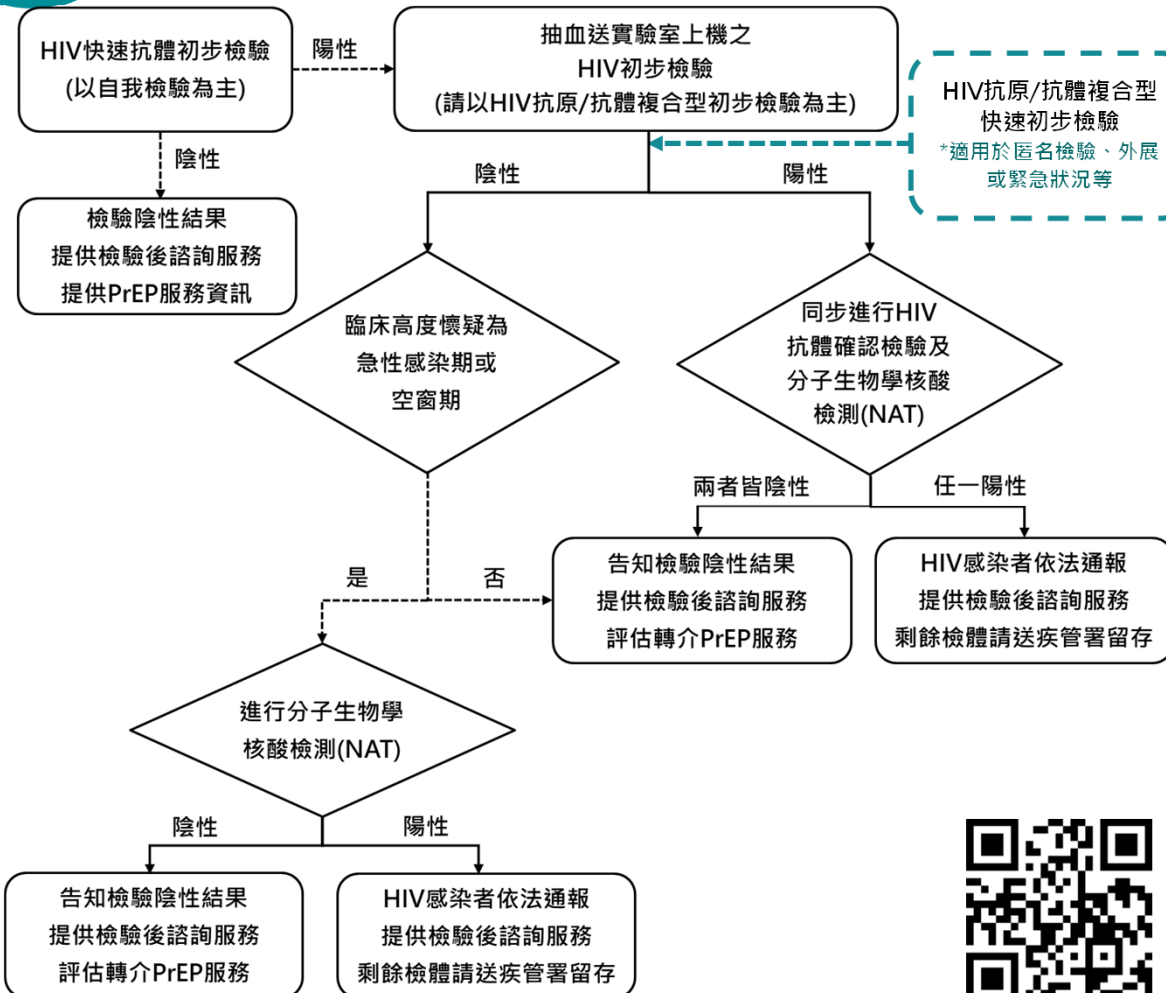 HIV快速抗體初步檢驗
(以自我檢驗為主)
陽性
抽血送實驗室上機之
HIV初步檢驗
(請以HIV抗原/抗體複合型初步檢驗為主)
HIV抗原/抗體複合型
快速初步檢驗
*適用於匿名檢驗、外展
或緊急狀況等
陰性
檢驗陰性結果
提供檢驗後諮詢服務
提供PrEP服務資訊
陰性
陽性
臨床高度懷疑為
急性感染期或
空窗期
同步進行HIV
抗體確認檢驗及
分子生物學核酸
檢測(NAT)
兩者皆陰性
任一陽性
是
否
告知檢驗陰性結果
提供檢驗後諮詢服務
評估轉介PrEP服務
HIV感染者依法通報
提供檢驗後諮詢服務
剩餘檢體請送疾管署留存
進行分子生物學
核酸檢測(NAT)
陰性
陽性
告知檢驗陰性結果
提供檢驗後諮詢服務
評估轉介PrEP服務
HIV感染者依法通報
提供檢驗後諮詢服務
剩餘檢體請送疾管署留存